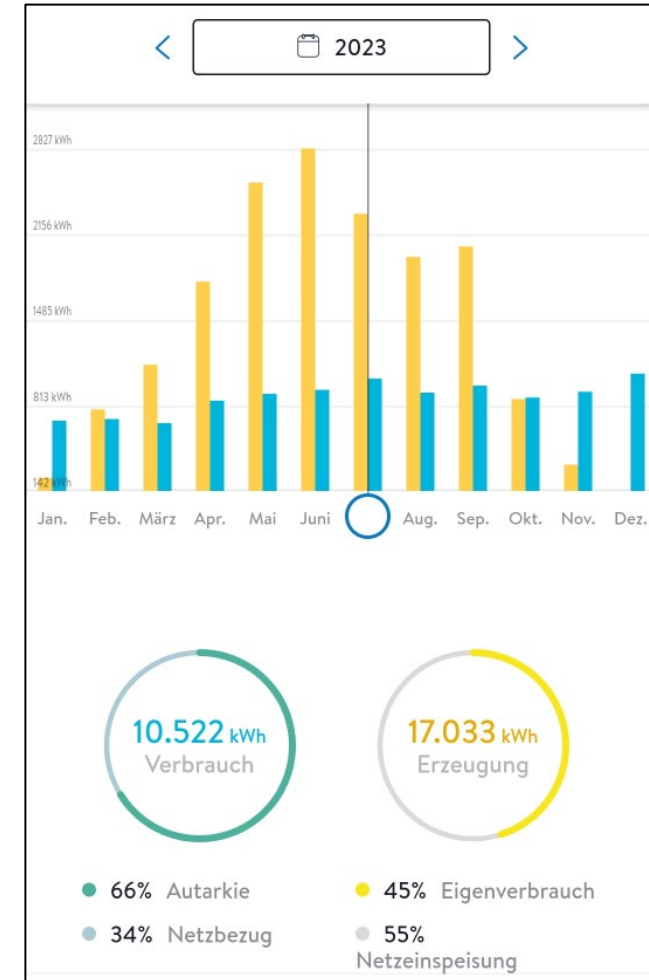 2023
2827 kWh
2156 kWh
1485 kWh
813 kWh
142 kWh
Jan. Feb. März Apr. Mai Juni Aug. Sep. Okt. Nov. Dez.
10.522 kWh
Verbrauch
17.033 kWh
Erzeugung
66% Autarkie
34% Netzbezug
45% Eigenverbrauch
55%
Netzeinspeisung